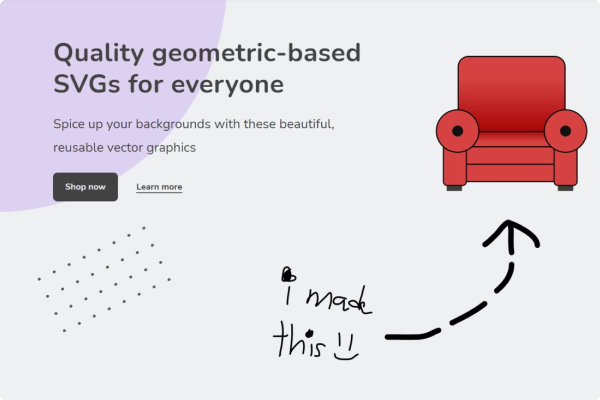 Quality geometric-based
SVGs for everyone
Spice up your backgrounds with these beautiful,
reusable vector graphics
Shop now
Learn more
i made
this